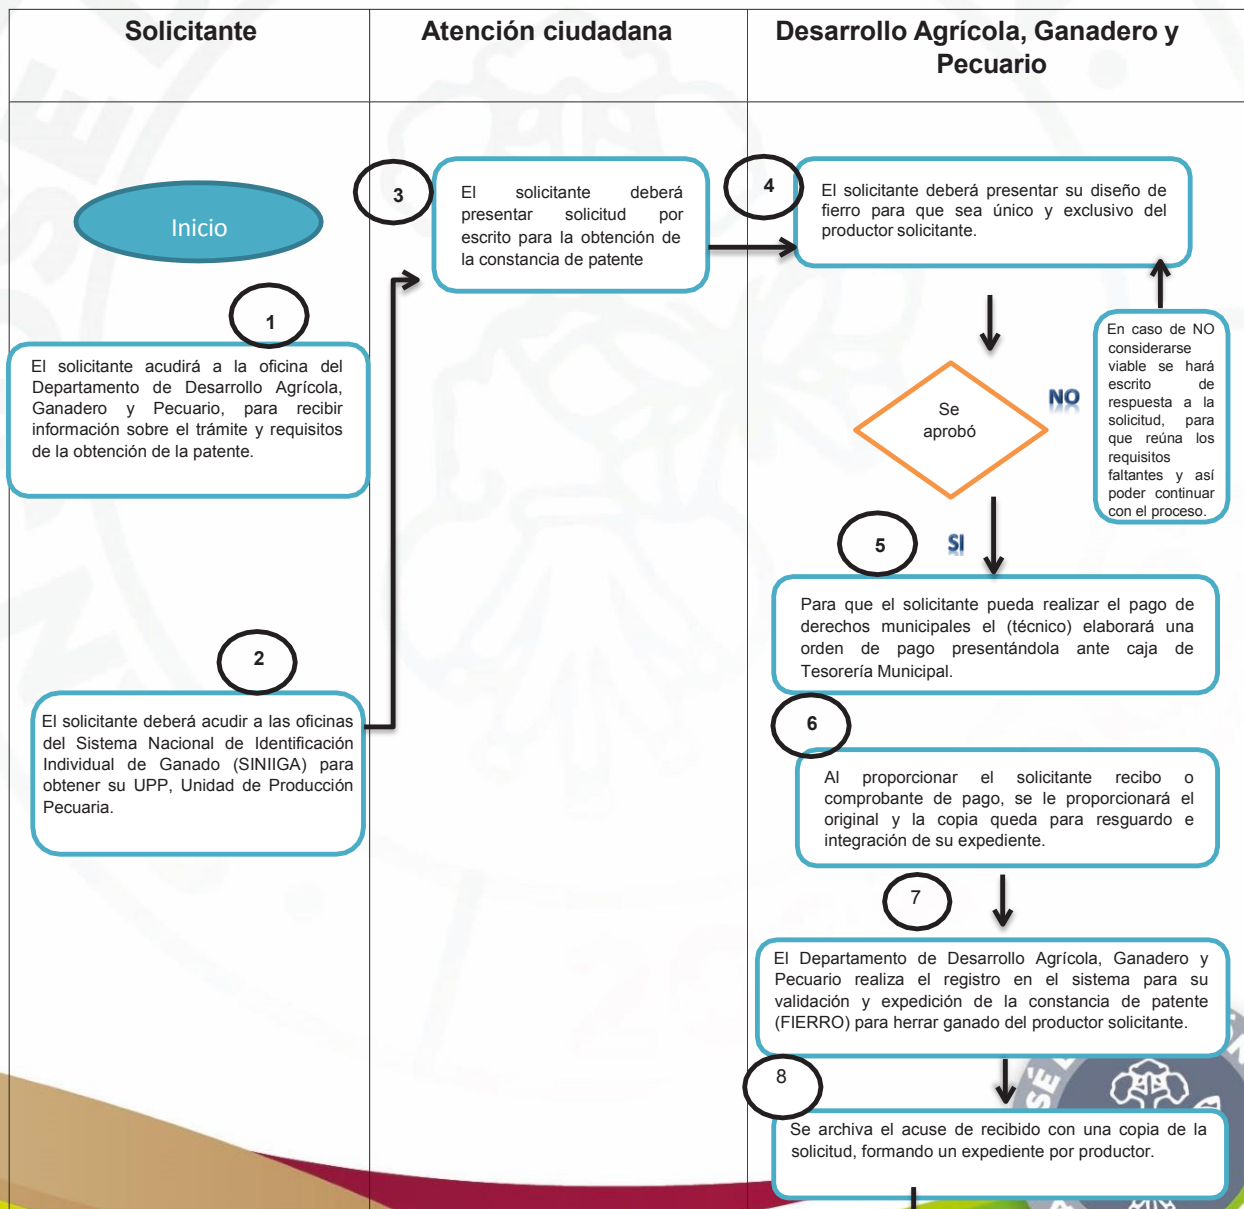 Solicitante
Atención ciudadana
Desarrollo Agrícola, Ganadero y
Pecuario
Inicio
1
El solicitante acudirá a la oficina del
Departamento de Desarrollo Agrícola,
Ganadero y Pecuario, para recibir
información sobre el trámite y requisitos
de la obtención de la patente.
2
El solicitante deberá acudir a las oficinas
del Sistema Nacional de Identificación
Individual de Ganado (SINIIGA) para
obtener su UPP, Unidad de Producción
Pecuaria.
3
El solicitante deberá
presentar solicitud por
escrito para la obtención de
la constancia de patente
4
El solicitante deberá presentar su diseño de
fierro para que sea único y exclusivo del
productor solicitante.
Se
aprobó
NO
En caso de NO
considerarse
viable se hará
escrito de
respuesta a la
solicitud, para
que reúna los
requisitos
faltantes y así
poder continuar
con el proceso.
SI
5
Para que el solicitante pueda realizar el pago de
derechos municipales el (técnico) elaborará una
orden de pago presentándola ante caja de
Tesorería Municipal.
6
Al proporcionar el solicitante recibo o
comprobante de pago, se le proporcionará el
original y la copia queda para resguardo e
integración de su expediente.
7
El Departamento de Desarrollo Agrícola, Ganadero y
Pecuario realiza el registro en el sistema para su
validación y expedición de la constancia de patente
(FIERRO) para herrar ganado del productor solicitante.
8
Se archiva el acuse de recibido con una copia de la
solicitud, formando un expediente por productor.